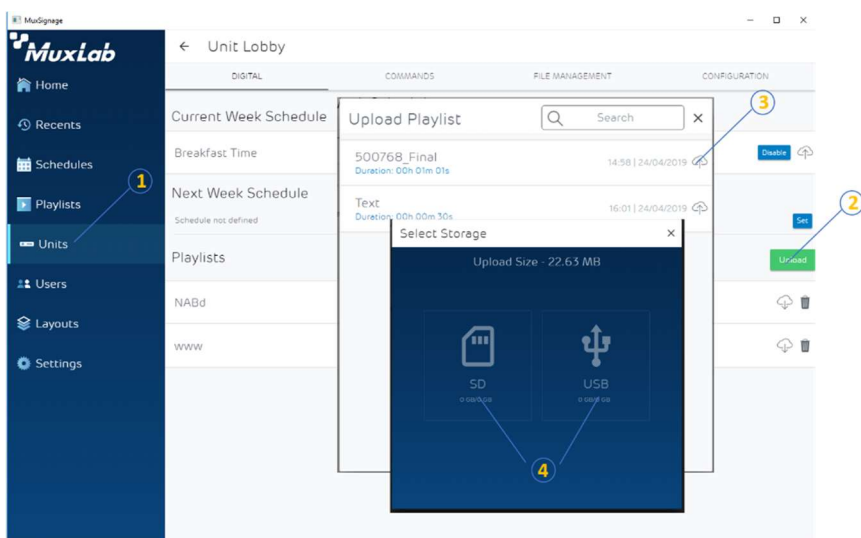 MuxSignage
MuxLab
← Unit Lobby
DIGITAL COMMANDS FILE MANAGEMENT CONFIGURATION
Home
Recents
Schedules
Playlists
Units
Users
Layouts
Settings
1
Current Week Schedule
Breakfast Time
Disable
Next Week Schedule
Schedule not defined
Set
Playlists
Upload
NABd
www
2
Upload Playlist
Search
500768_Final
Duration: 00h 01m 01s
14:58 | 24/04/2019
3
Text
Duration: 00h 00m 30s
16:01 | 24/04/2019
Select Storage
Upload Size - 22.63 MB
SD
USB
4